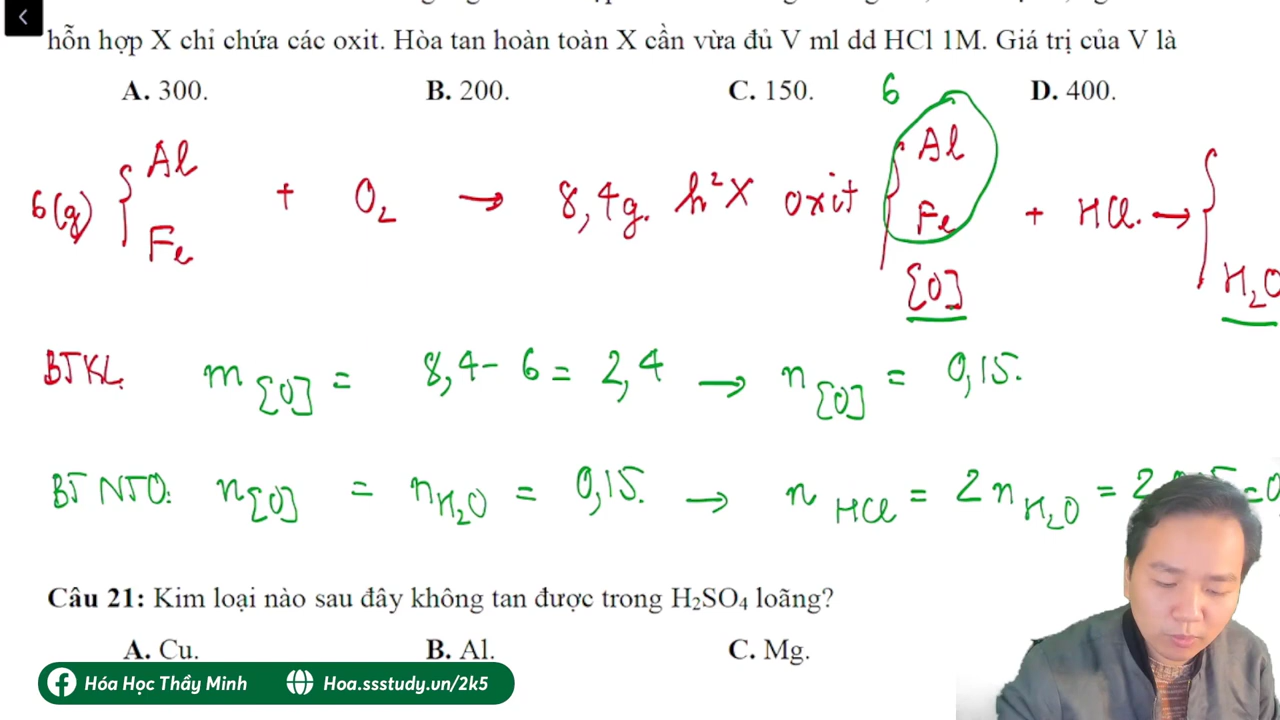 hỗn hợp X chỉ chứa các oxit. Hòa tan hoàn toàn X cần vừa đủ V ml dd HCl 1M. Giá trị của V là
A. 300. B. 200. C. 150. D. 400.
6
Al Al
6(g) + O2 → 8,4g. h²X oxit + HCl. →
Fe Fe
[O] H2O
BTKL. m[O] = 8,4 - 6 = 2,4 → n[O] = 0,15.
BT NTO: n[O] = nH2O = 0,15. → nHCl = 2nH2O =
Câu 21: Kim loại nào sau đây không tan được trong H2SO4 loãng?
A. Cu. B. Al. C. Mg.
Hóa Học Thầy Minh Hoa.ssstudy.vn/2k5